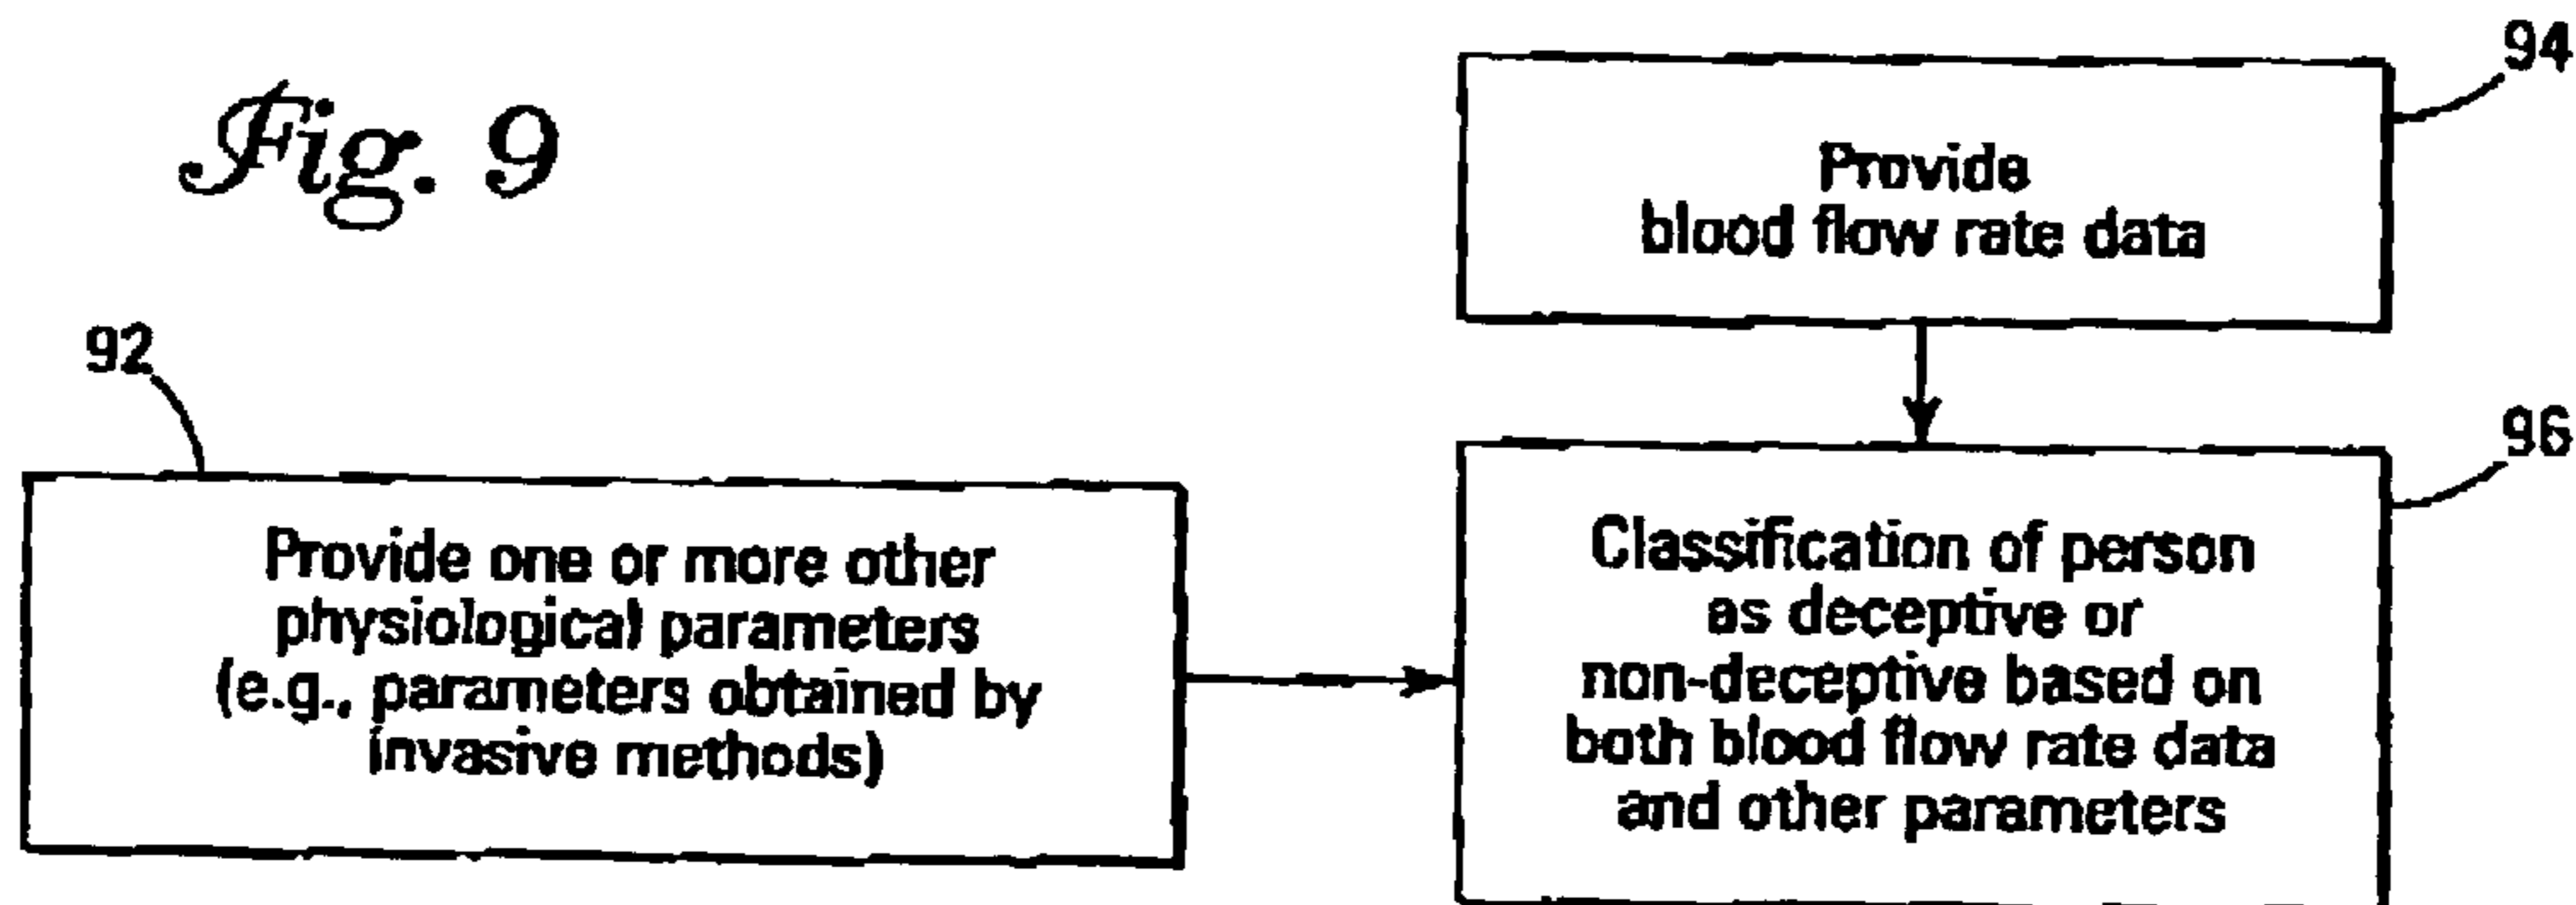 Fig. 9
94
Provide
blood flow rate data
92
96
Provide one or more other
physiological parameters
(e.g., parameters obtained by
invasive methods)
Classification of person
as deceptive or
non-deceptive based on
both blood flow rate data
and other parameters